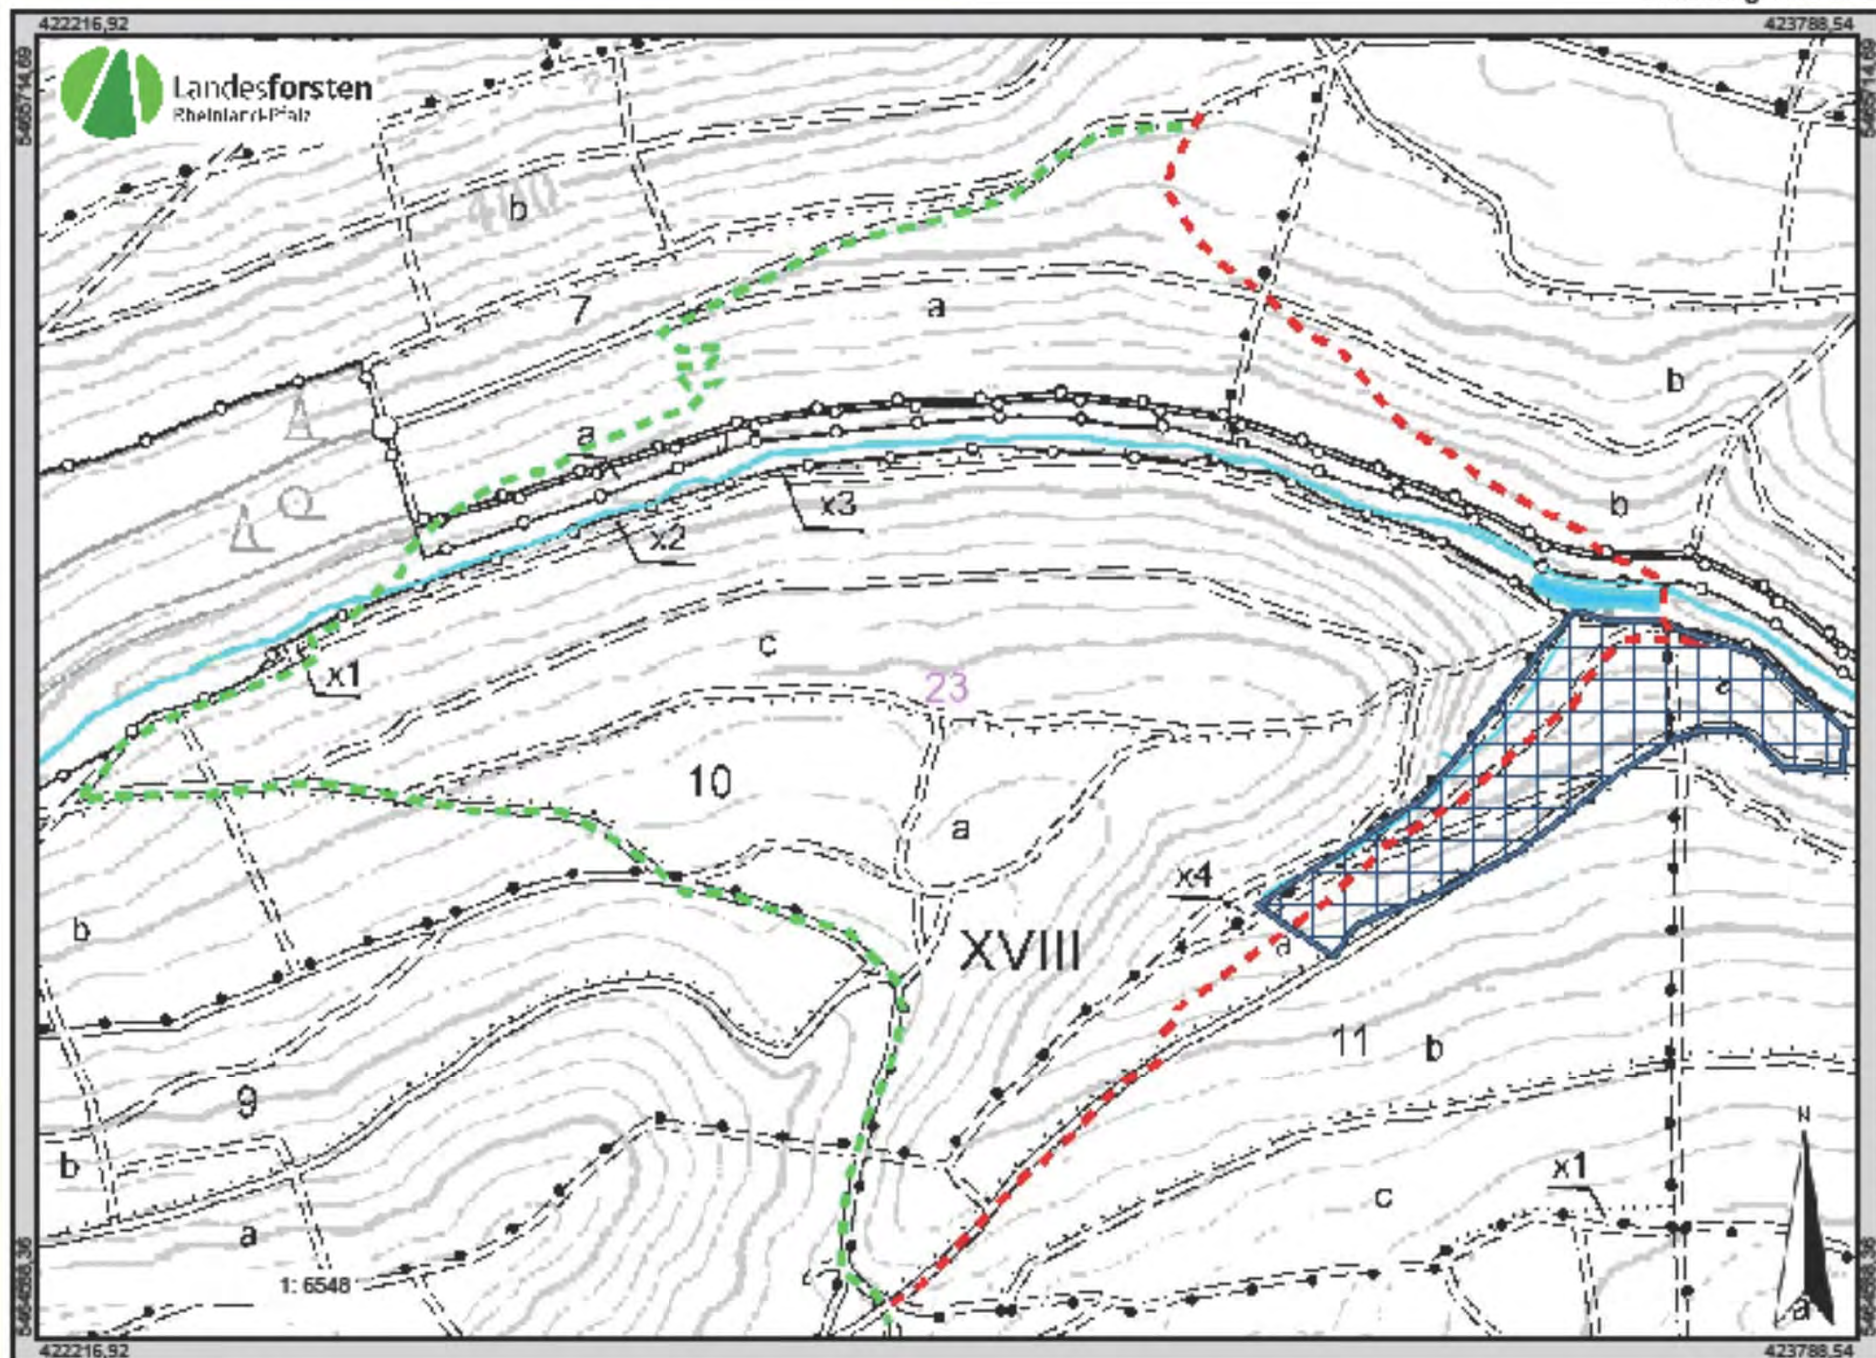 422216,92
423788,54
Landesforsten
Rheinland-Pfalz
400
b
7
a
b
a
b
x3
x2
c
x1
23
10
a
x4
b
XVIII
a
11
b
9
b
x1
c
a
1: 6548
N
a
422216,92
423788,54